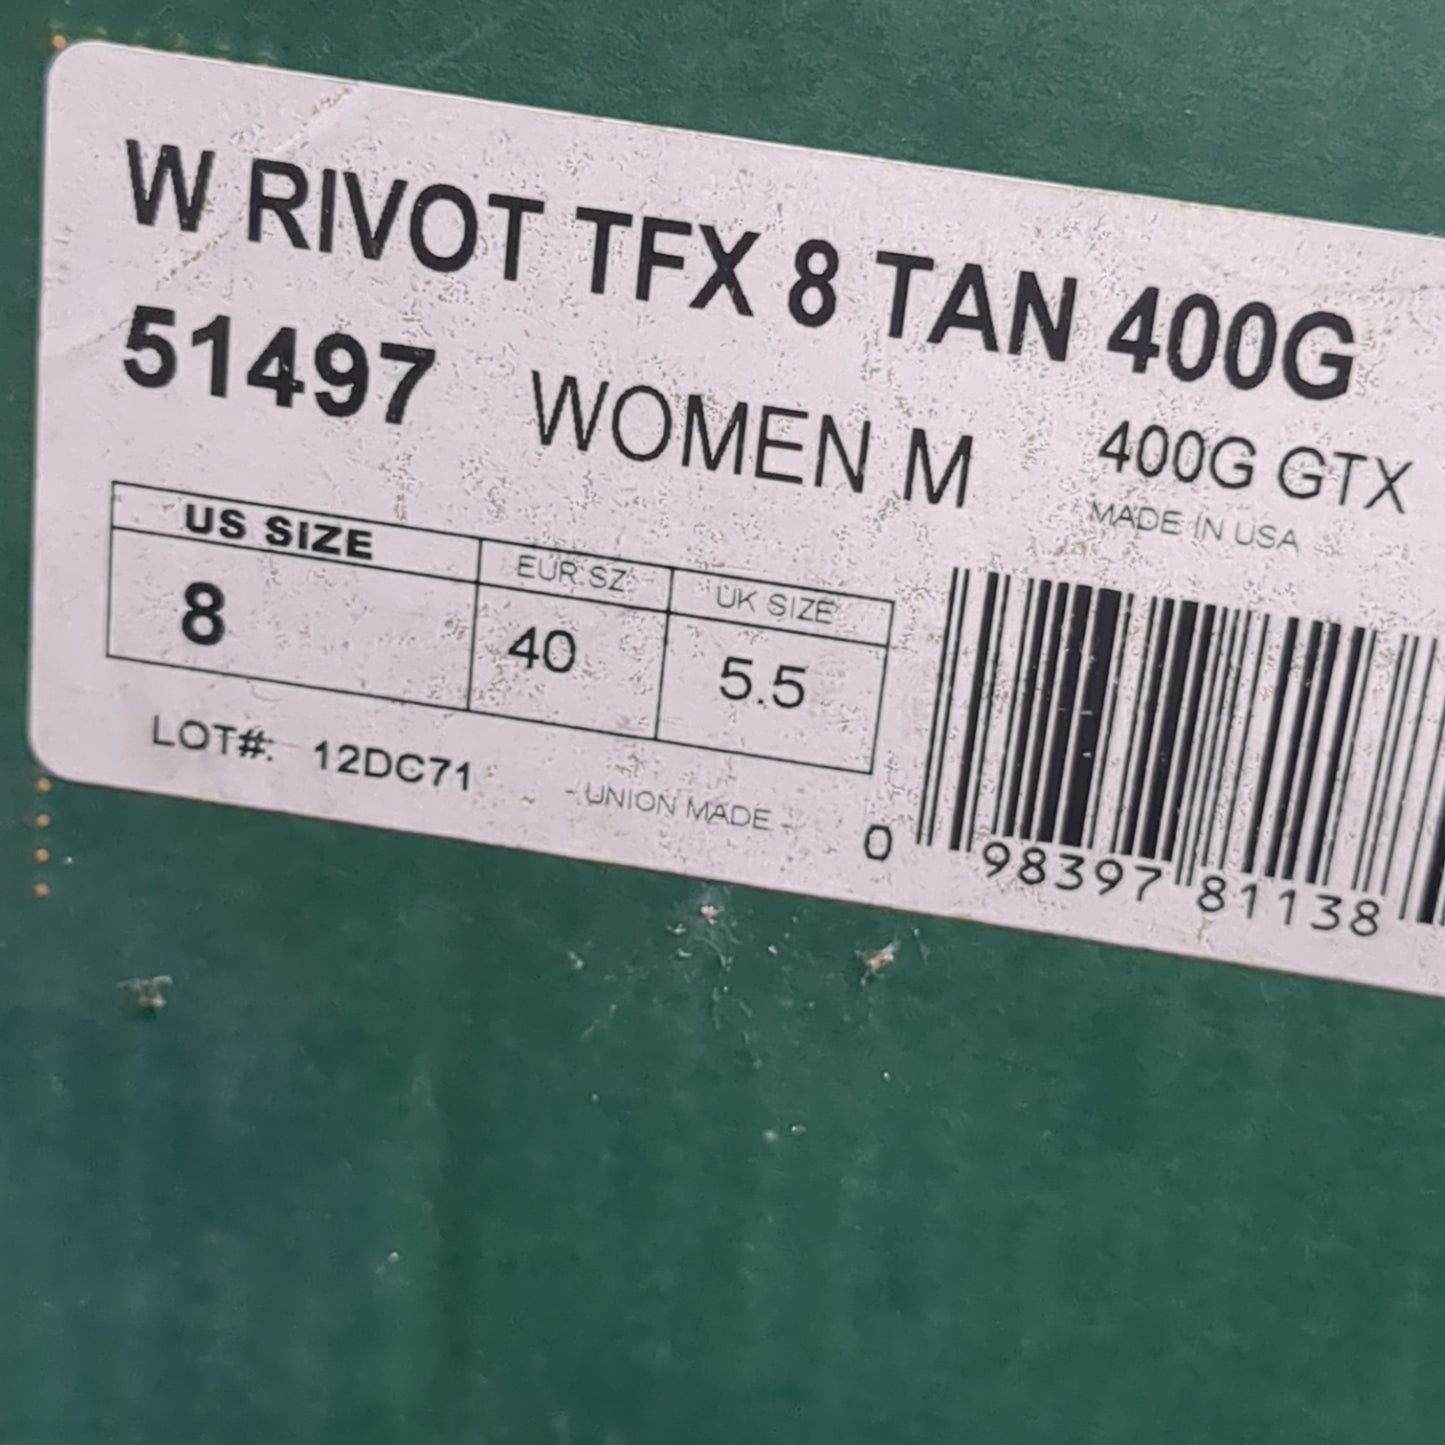 W RIVOT TFX 8 TAN 400G
51497 WOMEN M 400G GTX
MADE IN USA
US SIZE EUR SZ UK SIZE
8 40 5.5
LOT#: 12DC71 - UNION MADE -
0 98397 81138